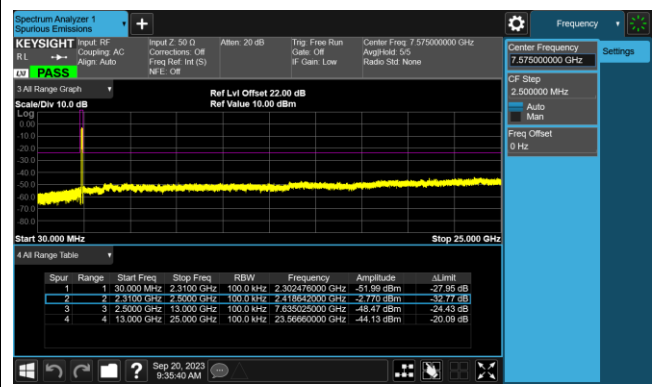 Spectrum Analyzer 1
Spurious Emissions
Frequency
KEYSIGHT
Input: RF
Input Z: 50 Ω
Atten: 20 dB
Trig: Free Run
Center Freq: 7.575000000 GHz
RL
Coupling: AC
Corrections: Off
Gate: Off
Avg|Hold: 5/5
Align: Auto
Freq Ref: Int (S)
IF Gain: Low
Radio Std: None
LXI
PASS
NFE: Off
Center Frequency
7.575000000 GHz
Settings
CF Step
2.500000 MHz
Auto
Man
Freq Offset
0 Hz
3 All Range Graph
Ref Lvl Offset 22.00 dB
Scale/Div 10.0 dB
Ref Value 10.00 dBm
Log
0.00
-10.0
-20.0
-30.0
-40.0
-50.0
-60.0
-70.0
-80.0
Start 30.000 MHz
Stop 25.000 GHz
4 All Range Table
Spur Range Start Freq Stop Freq RBW Frequency Amplitude ΔLimit
1 1 30.000 MHz 2.3100 GHz 100.0 kHz 2.302476000 GHz -51.99 dBm -27.95 dB
2 2 2.3100 GHz 2.5000 GHz 100.0 kHz 2.418642000 GHz -2.770 dBm -32.77 dB
3 3 2.5000 GHz 13.000 GHz 100.0 kHz 7.635025000 GHz -48.47 dBm -24.43 dB
4 4 13.000 GHz 25.000 GHz 100.0 kHz 23.56660000 GHz -44.13 dBm -20.09 dB
Sep 20, 2023
9:35:40 AM